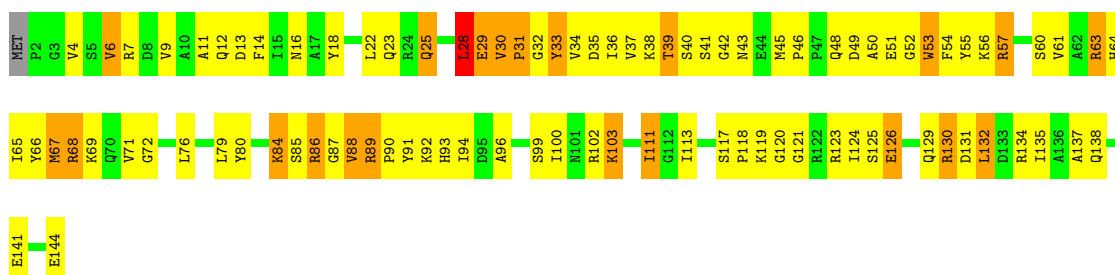 MET P2 G3 V4 S5 V6 R7 D8 V9 A10 A11 Q12 D13 F14 I15 N16 A17 Y18 L22 Q23 R24 Q25 L28 E29 V30 P31 G32 Y33 V34 D35 I36 V37 K38 T39 S40 S41 G42 N43 E44 M45 P46 P47 Q48 D49 A50 E51 G52 W53 F54 Y55 K56 R57 S60 V61 A62 R63
I65 Y66 M67 R68 K69 Q70 V71 G72 L76 L79 Y80 K84 S85 R86 G87 V88 R89 P90 Y91 K92 H93 I94 D95 A96 S99 I100 N101 R102 K103 I111 G112 I113 S117 P118 K119 G120 G121 R122 R123 I124 S125 E126 Q129 R130 D131 L132 D133 R134 I135 A136 A137 Q138
E141 E144